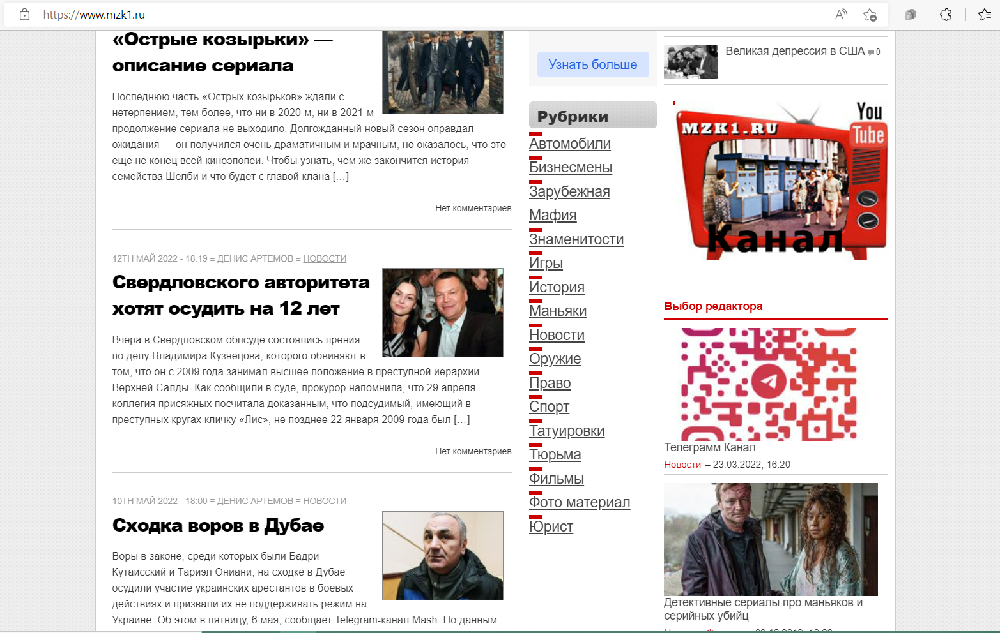 https://www.mzk1.ru
«Острые козырьки» —
описание сериала
Последнюю часть «Острых козырьков» ждали с
нетерпением, тем более, что ни в 2020-м, ни в 2021-м
продолжение сериала не выходило. Долгожданный новый сезон оправдал
ожидания — он получился очень драматичным и мрачным, но оказалось, что это
еще не конец всей киноэпопеи. Чтобы узнать, чем же закончится история
семейства Шелби и что будет с главой клана […]
Нет комментариев
12TH МАЙ 2022 - 18:19 ≡ ДЕНИС АРТЕМОВ ≡ НОВОСТИ
Свердловского авторитета
хотят осудить на 12 лет
Вчера в Свердловском облсуде состоялись прения
по делу Владимира Кузнецова, которого обвиняют в
том, что он с 2009 года занимал высшее положение в преступной иерархии
Верхней Салды. Как сообщили в суде, прокурор напомнила, что 29 апреля
коллегия присяжных посчитала доказанным, что подсудимый, имеющий в
преступных кругах кличку «Лис», не позднее 22 января 2009 года был […]
Нет комментариев
10TH МАЙ 2022 - 18:00 ≡ ДЕНИС АРТЕМОВ ≡ НОВОСТИ
Сходка воров в Дубае
Воры в законе, среди которых были Бадри
Кутаисский и Тариэл Ониани, на сходке в Дубае
осудили участие украинских арестантов в боевых
действиях и призвали их не поддерживать режим на
Украине. Об этом в пятницу, 6 мая, сообщает Telegram-канал Mash. По данным
Узнать больше
Рубрики
Автомобили
Бизнесмены
Зарубежная
Мафия
Знаменитости
Игры
История
Маньяки
Новости
Оружие
Право
Спорт
Татуировки
Тюрьма
Фильмы
Фото материал
Юрист
Великая депрессия в США 0
You
Tube
MZK1.RU
Канал
Выбор редактора
Телеграмм Канал
Новости – 23.03.2022, 16:20
Детективные сериалы про маньяков и
серийных убийц